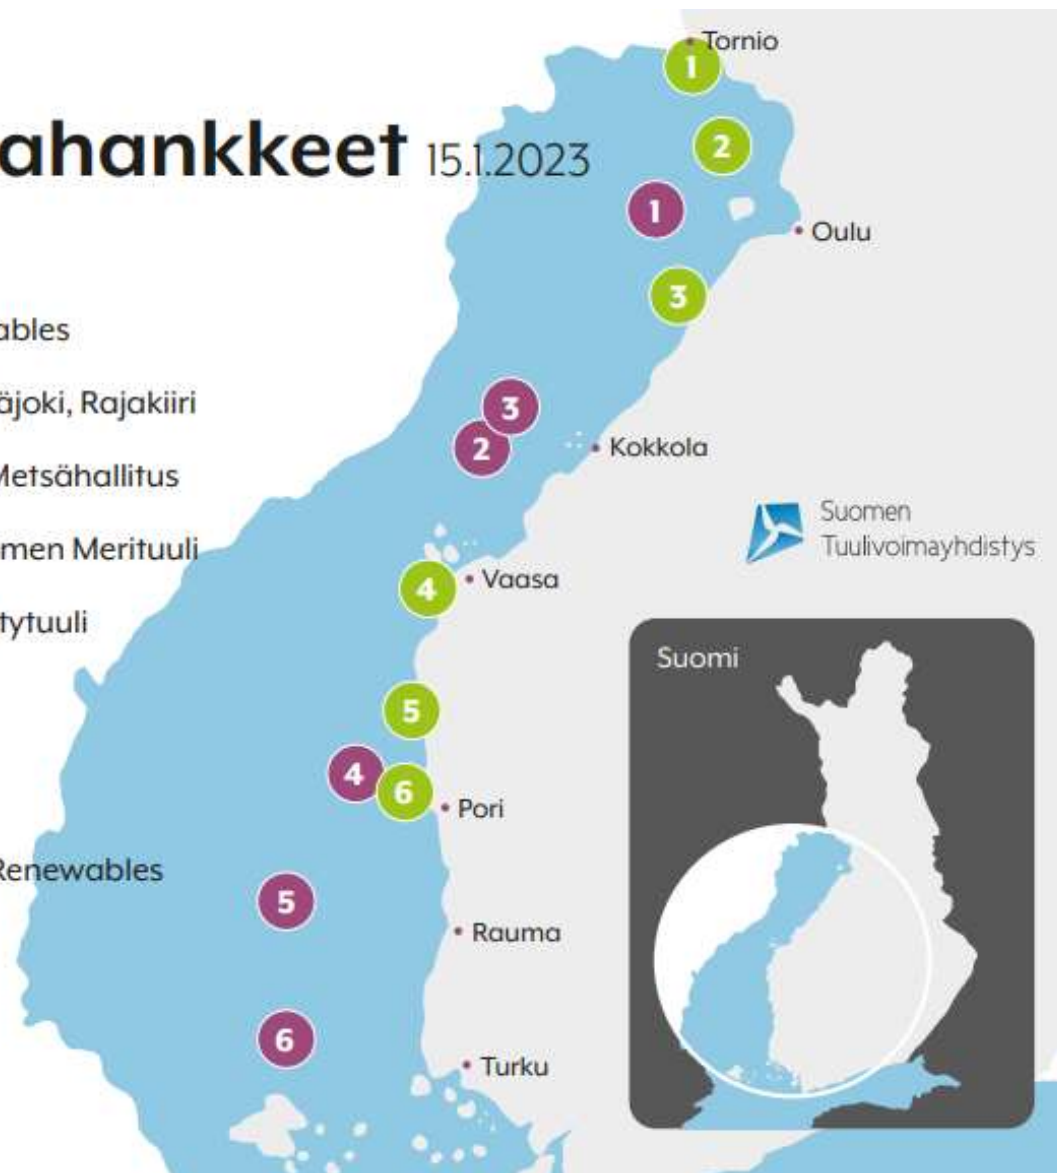 Tornio
1
2
ahankkeet 15.1.2023
1
Oulu
3
ables
äjoki, Rajakiiri
3
2
Kokkola
Metsähallitus
Suomen
Tuulivoimayhdistys
men Merituuli
4
Vaasa
tytuuli
Suomi
5
4
6
Pori
Renewables
5
Rauma
6
Turku